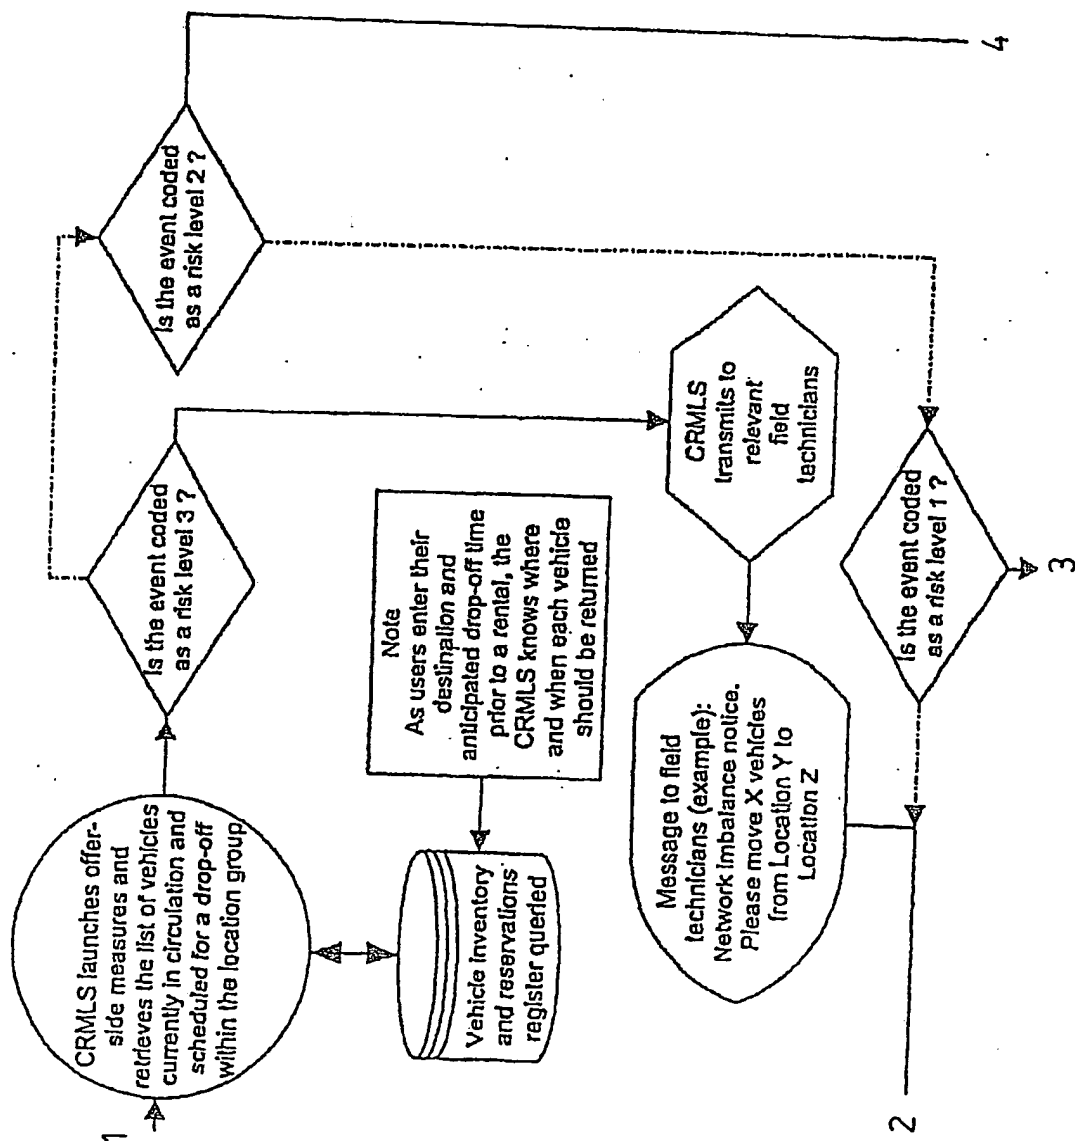 1
CRMLS launches offer-
side measures and
retrieves the list of vehicles
currently in circulation and
scheduled for a drop-off
within the location group
Vehicle inventory
and reservations
register queried
Note
As users enter their
destination and
anticipated drop-off time
prior to a rental, the
CRMLS knows where
and when each vehicle
should be returned
Is the event coded
as a risk level 3 ?
Is the event coded
as a risk level 2 ?
4
CRMLS
transmits to
relevant
field
technicians
Message to field
technicians (example):
Network imbalance notice.
Please move X vehicles
from Location Y to
Location Z
Is the event coded
as a risk level 1 ?
2
3